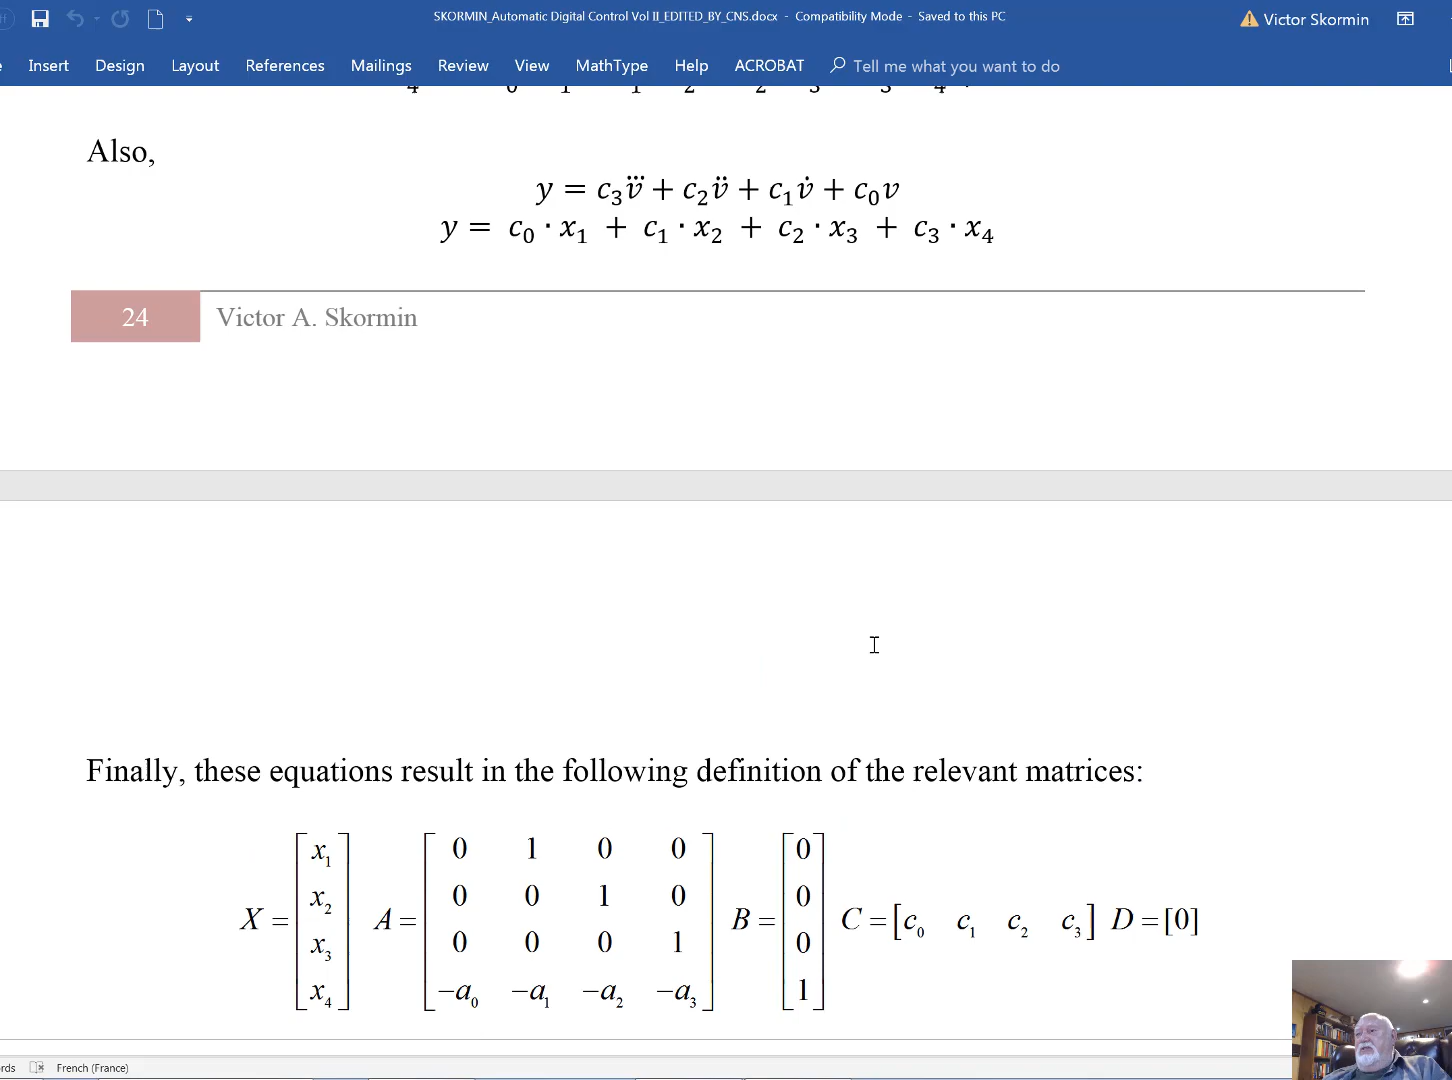 SKORMIN_Automatic Digital Control Vol II_EDITED_BY_CNS.docx - Compatibility Mode - Saved to this PC
Victor Skormin
Insert Design Layout References Mailings Review View MathType Help ACROBAT Tell me what you want to do
Also,
y = c₃v⃛ + c₂v̈ + c₁v̇ + c₀v
y = c₀ · x₁ + c₁ · x₂ + c₂ · x₃ + c₃ · x₄
24 Victor A. Skormin
Finally, these equations result in the following definition of the relevant matrices:
X = [x₁ x₂ x₃ x₄] A = [0 1 0 0 0 0 1 0 0 0 0 1 −a₀ −a₁ −a₂ −a₃] B = [0 0 0 1] C = [c₀ c₁ c₂ c₃] D = [0]
French (France)